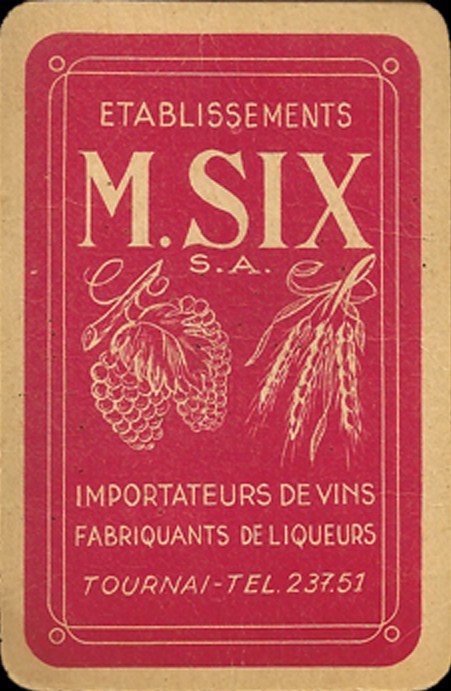 ETABLISSEMENTS
M. SIX
S.A.
IMPORTATEURS DE VINS
FABRIQUANTS DE LIQUEURS
TOURNAI - TEL. 237.51